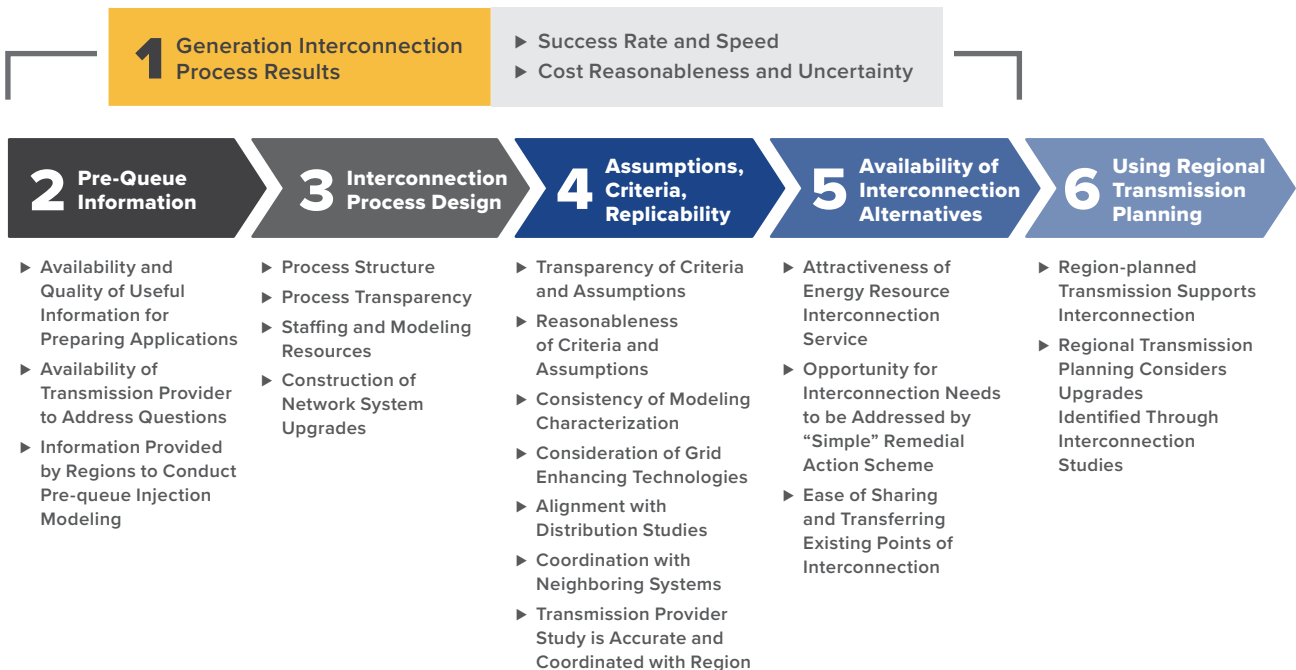 1
Generation Interconnection
Process Results
▶ Success Rate and Speed
▶ Cost Reasonableness and Uncertainty
2
Pre-Queue
Information
▶ Availability and
Quality of Useful
Information for
Preparing Applications
▶ Availability of
Transmission Provider
to Address Questions
▶ Information Provided
by Regions to Conduct
Pre-queue Injection
Modeling
3
Interconnection
Process Design
▶ Process Structure
▶ Process Transparency
▶ Staffing and Modeling
Resources
▶ Construction of
Network System
Upgrades
4
Assumptions,
Criteria,
Replicability
▶ Transparency of Criteria
and Assumptions
▶ Reasonableness
of Criteria and
Assumptions
▶ Consistency of Modeling
Characterization
▶ Consideration of Grid
Enhancing Technologies
▶ Alignment with
Distribution Studies
▶ Coordination with
Neighboring Systems
▶ Transmission Provider
Study is Accurate and
Coordinated with Region
5
Availability of
Interconnection
Alternatives
▶ Attractiveness of
Energy Resource
Interconnection
Service
▶ Opportunity for
Interconnection Needs
to be Addressed by
“Simple” Remedial
Action Scheme
▶ Ease of Sharing
and Transferring
Existing Points of
Interconnection
6
Using Regional
Transmission
Planning
▶ Region-planned
Transmission Supports
Interconnection
▶ Regional Transmission
Planning Considers
Upgrades
Identified Through
Interconnection
Studies